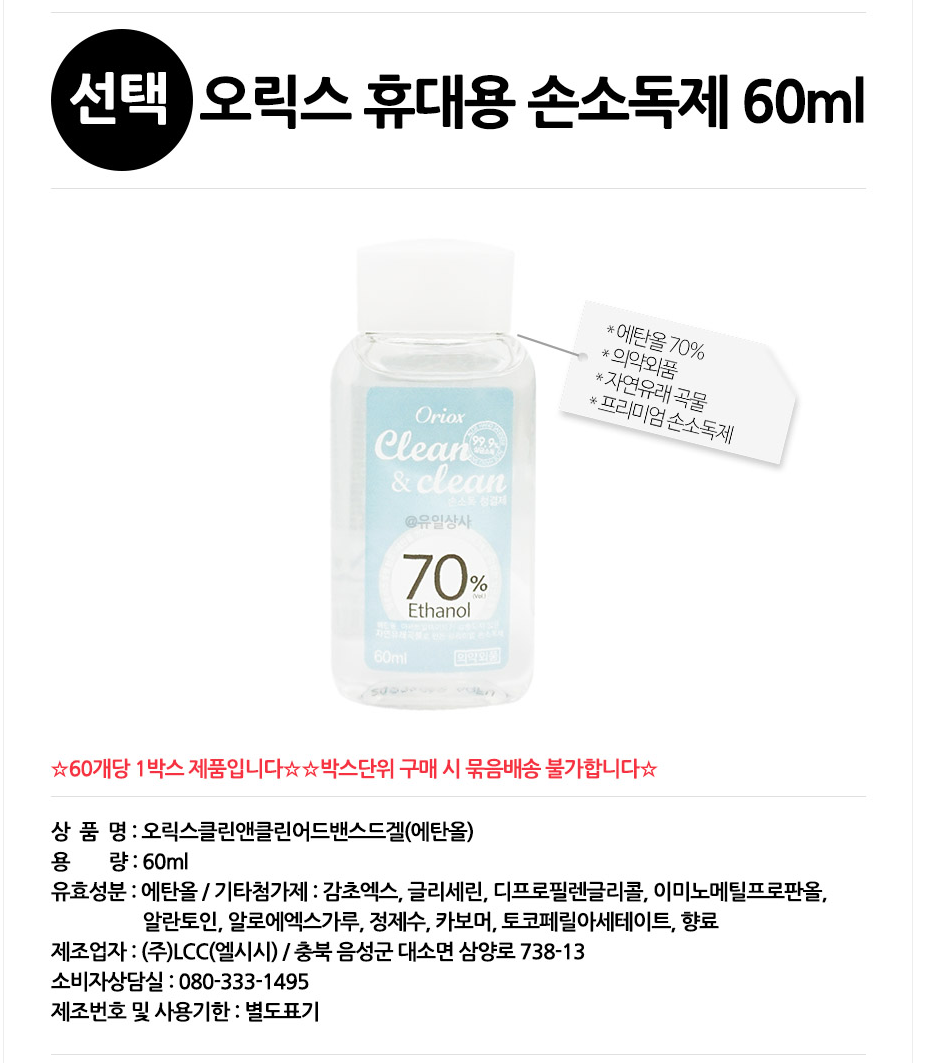 선택 오릭스 휴대용 손소독제 60ml
* 에탄올 70%
* 의약외품
* 자연유래 곡물
* 프리미엄 손소독제
Oriox
Clean
99.9%
& clean
손소독 청결제
@유일상사
70%
Ethanol
60ml
의약외품
☆60개당 1박스 제품입니다☆☆박스단위 구매 시 묶음배송 불가합니다☆
상 품 명 : 오릭스클린앤클린어드밴스드겔(에탄올)
용 량 : 60ml
유효성분 : 에탄올 / 기타첨가제 : 감초엑스, 글리세린, 디프로필렌글리콜, 이미노메틸프로판올,
알란토인, 알로에엑스가루, 정제수, 카보머, 토코페릴아세테이트, 향료
제조업자 : (주)LCC(엘시시) / 충북 음성군 대소면 삼양로 738-13
소비자상담실 : 080-333-1495
제조번호 및 사용기한 : 별도표기